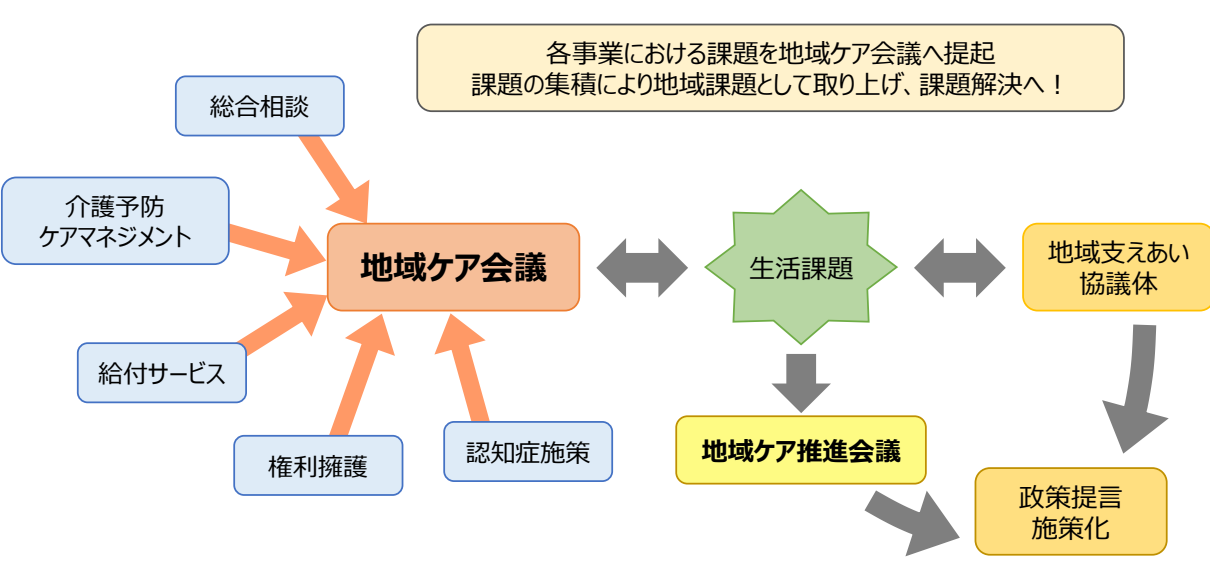 各事業における課題を地域ケア会議へ提起
課題の集積により地域課題として取り上げ、課題解決へ！
総合相談
介護予防
ケアマネジメント
地域ケア会議
生活課題
地域支えあい
協議体
給付サービス
権利擁護
認知症施策
地域ケア推進会議
政策提言
施策化